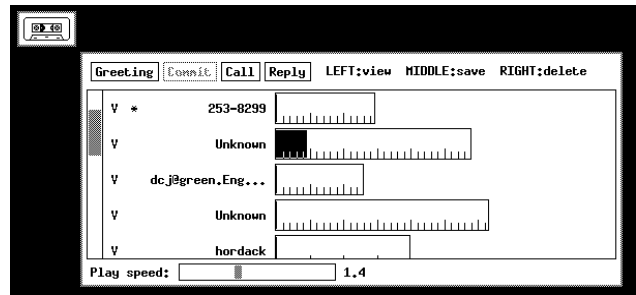 Greeting Commit Call Reply LEFT:view MIDDLE:save RIGHT:delete
V * 253-8299
V Unknown
V dcj@green.Eng...
V Unknown
V hordack
Play speed: 1.4